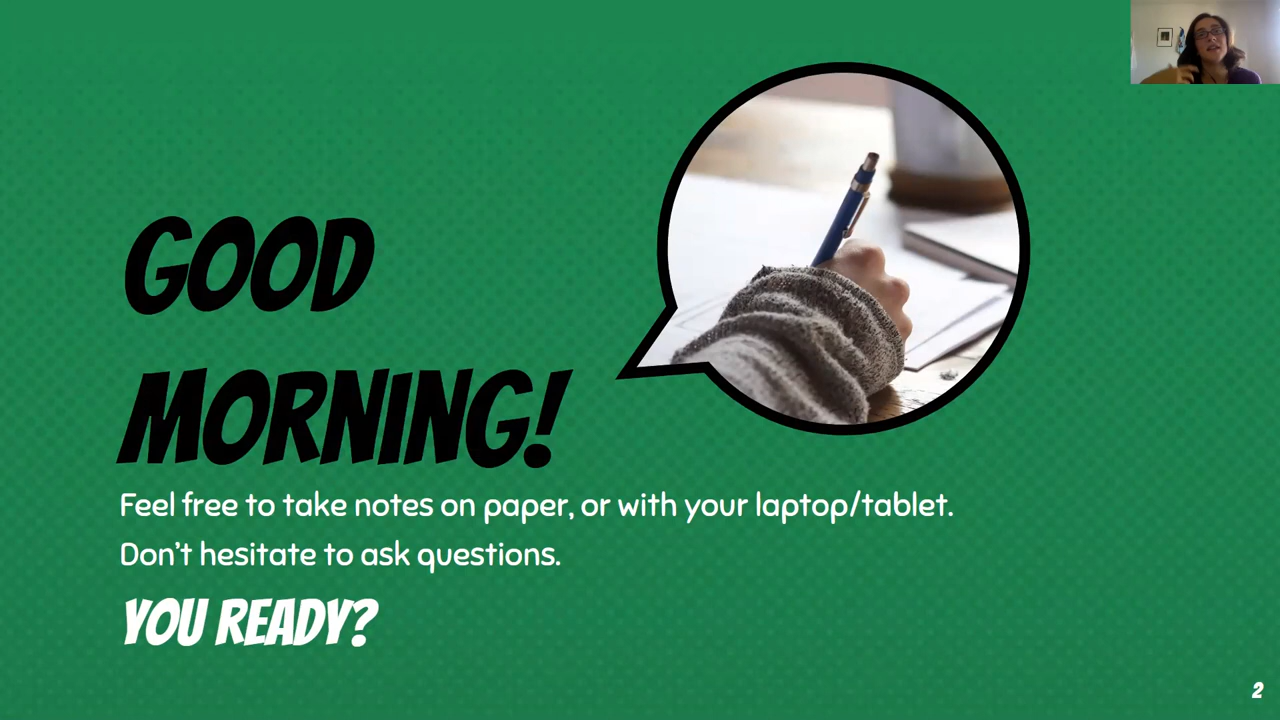 GOOD
MORNING!
Feel free to take notes on paper, or with your laptop/tablet.
Don't hesitate to ask questions.
YOU READY?
2